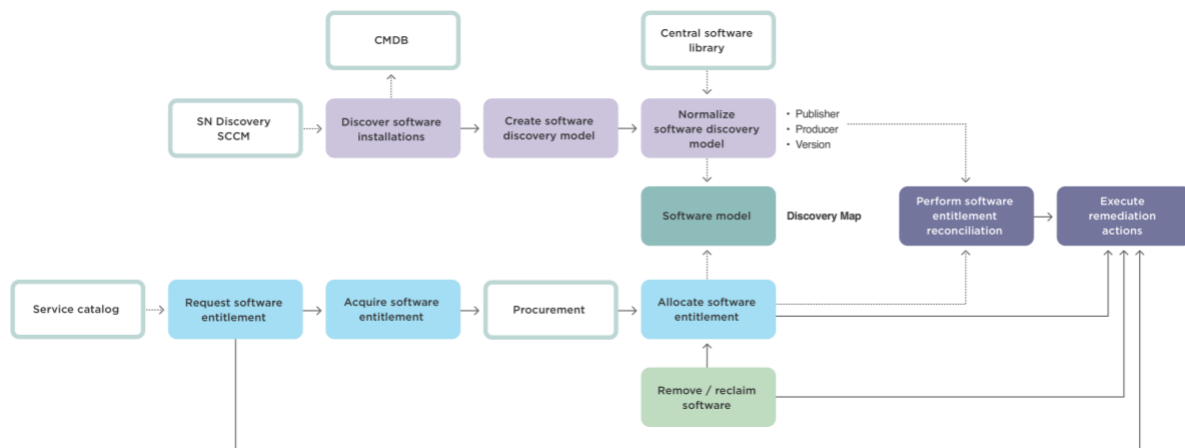 CMDB
Central software
library
SN Discovery
SCCM
Discover software
installations
Create software
discovery model
Normalize
software discovery
model
• Publisher
• Producer
• Version
Software model
Discovery Map
Perform software
entitlement
reconciliation
Execute
remediation
actions
Service catalog
Request software
entitlement
Acquire software
entitlement
Procurement
Allocate software
entitlement
Remove / reclaim
software